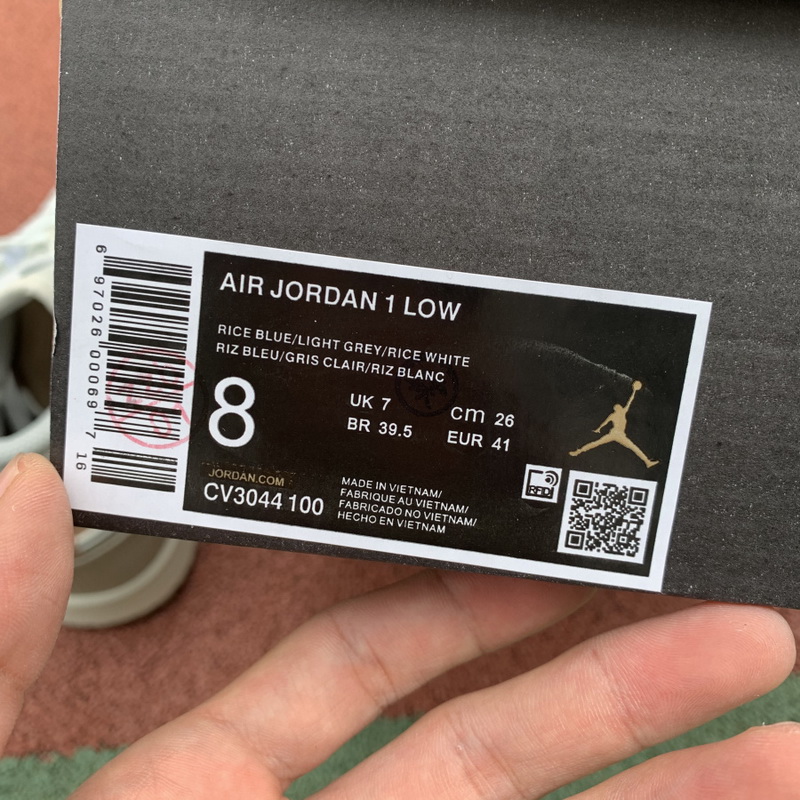 AIR JORDAN 1 LOW
RICE BLUE/LIGHT GREY/RICE WHITE
RIZ BLEU/GRIS CLAIR/RIZ BLANC
8
UK 7
cm 26
BR 39.5
EUR 41
JORDAN.COM
CV3044 100
MADE IN VIETNAM/
FABRIQUE AU VIETNAM/
FABRICADO NO VIETNAM/
HECHO EN VIETNAM
RFID
6 97026 00069 7 16